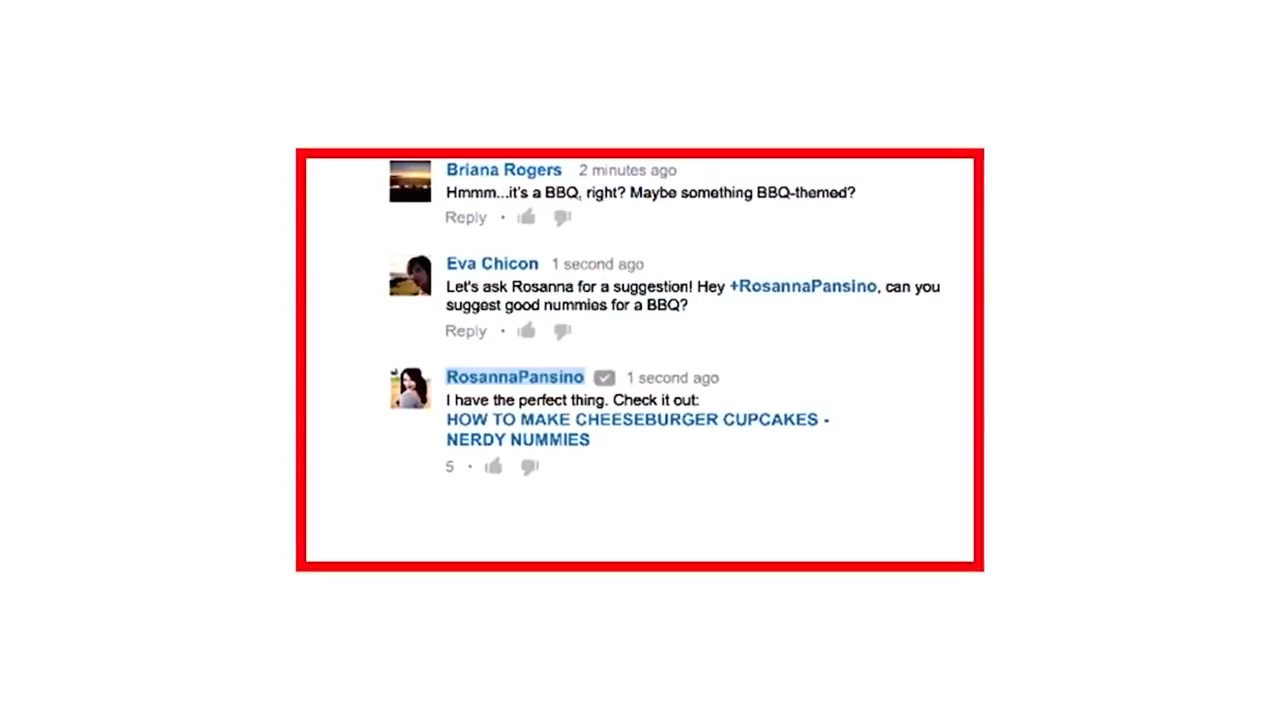 Briana Rogers 2 minutes ago
Hmmm...it's a BBQ, right? Maybe something BBQ-themed?
Reply ·
Eva Chicon 1 second ago
Let's ask Rosanna for a suggestion! Hey +RosannaPansino, can you
suggest good nummies for a BBQ?
Reply ·
RosannaPansino 1 second ago
I have the perfect thing. Check it out:
HOW TO MAKE CHEESEBURGER CUPCAKES -
NERDY NUMMIES
5 ·